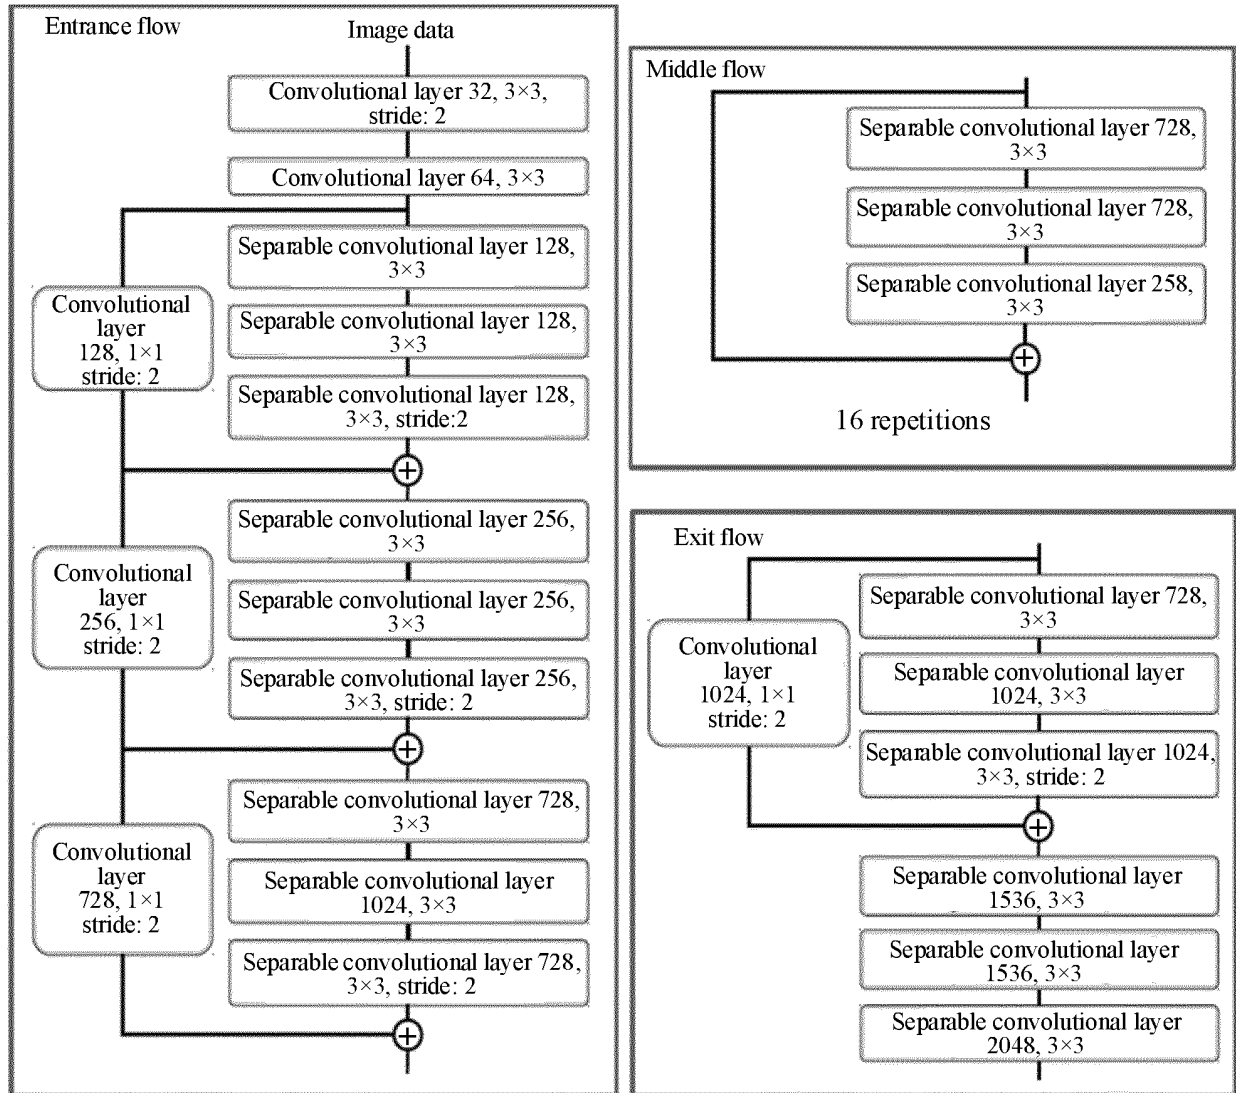 Entrance flow
Image data
Convolutional layer 32, 3×3,
stride: 2
Convolutional layer 64, 3×3
Separable convolutional layer 128,
3×3
Convolutional
layer
128, 1×1
stride: 2
Separable convolutional layer 128,
3×3
Separable convolutional layer 128,
3×3, stride:2
+
Separable convolutional layer 256,
3×3
Convolutional
layer
256, 1×1
stride: 2
Separable convolutional layer 256,
3×3
Separable convolutional layer 256,
3×3, stride: 2
+
Separable convolutional layer 728,
3×3
Convolutional
layer
728, 1×1
stride: 2
Separable convolutional layer
1024, 3×3
Separable convolutional layer 728,
3×3, stride: 2
+
Middle flow
Separable convolutional layer 728,
3×3
Separable convolutional layer 728,
3×3
Separable convolutional layer 258,
3×3
+
16 repetitions
Exit flow
Separable convolutional layer 728,
3×3
Convolutional
layer
1024, 1×1
stride: 2
Separable convolutional layer
1024, 3×3
Separable convolutional layer 1024,
3×3, stride: 2
+
Separable convolutional layer
1536, 3×3
Separable convolutional layer
1536, 3×3
Separable convolutional layer
2048, 3×3